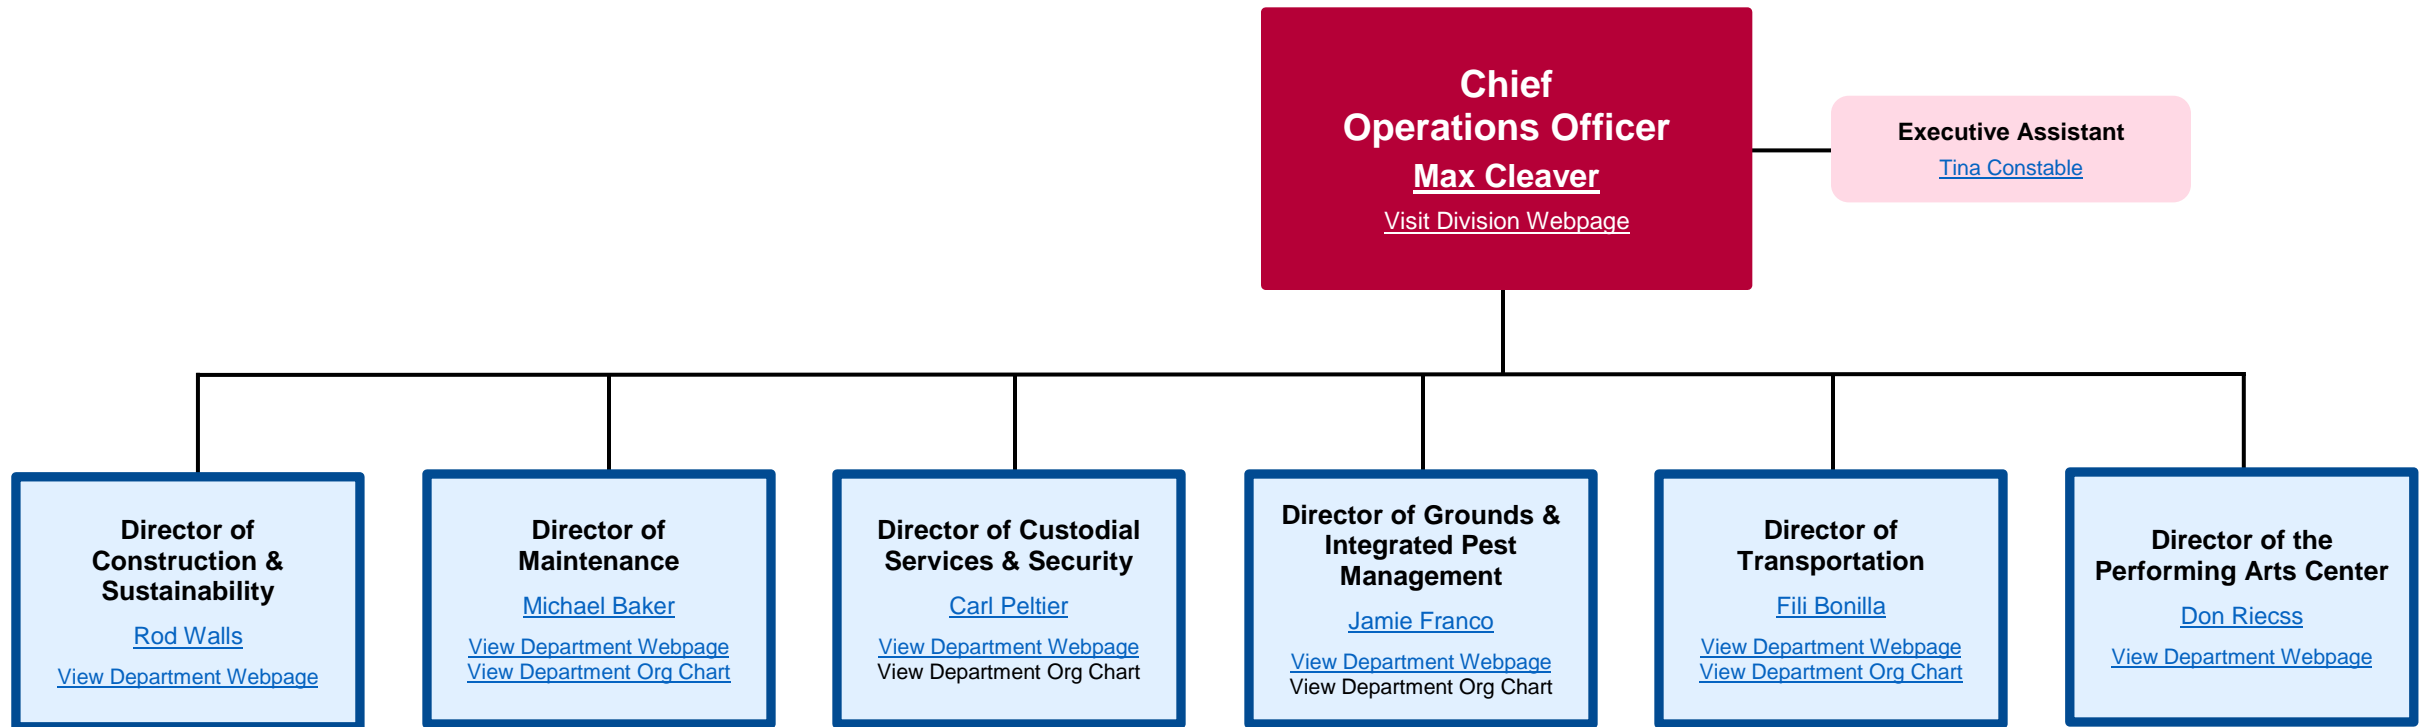 Chief
Operations Officer
Max Cleaver
Visit Division Webpage
Executive Assistant
Tina Constable
Director of
Construction &
Sustainability
Rod Walls
View Department Webpage
Director of
Maintenance
Michael Baker
View Department Webpage
View Department Org Chart
Director of Custodial
Services & Security
Carl Peltier
View Department Webpage
View Department Org Chart
Director of Grounds &
Integrated Pest
Management
Jamie Franco
View Department Webpage
View Department Org Chart
Director of
Transportation
Fili Bonilla
View Department Webpage
View Department Org Chart
Director of the
Performing Arts Center
Don Riecss
View Department Webpage